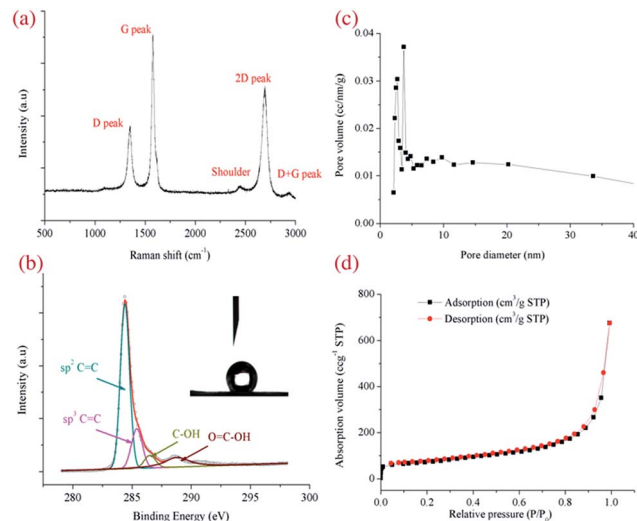 (a)
G peak
2D peak
D peak
Shoulder
D+G peak
Intensity (a.u)
500
1000
1500
2000
2500
3000
Raman shift (cm-1)
(b)
sp2 C=C
sp3 C=C
C-OH
O=C-OH
Intensity (a.u)
280
285
290
295
300
Binding Energy (eV)
(c)
0.04
0.03
0.02
0.01
0.00
Pore volume (cc/nm/g)
0
10
20
30
40
Pore diameter (nm)
(d)
Adsorption (cm3/g STP)
Desorption (cm3/g STP)
800
600
400
200
0
Absorption volume (ccg-1 STP)
0.0
0.2
0.4
0.6
0.8
1.0
Relative pressure (P/P0)